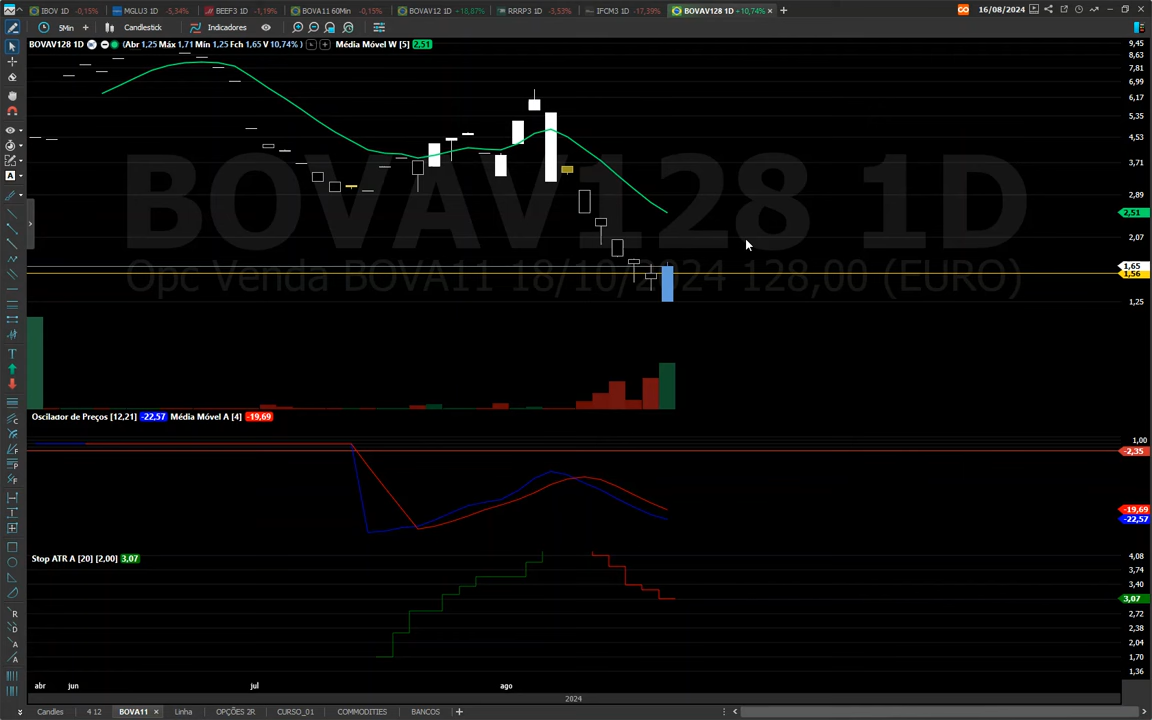 IBOV 1D -0,15%
MGLU3 1D -5,34%
BEEF3 1D -1,19%
BOVA11 60Min -0,15%
BOVAV12 1D +18,87%
RRRP3 1D -3,53%
IFCM3 1D -17,39%
BOVAV128 1D +10,74%
16/08/2024
5Min
Candlestick
Indicadores
BOVAV128 1D (Abr 1,25 Máx 1,71 Mín 1,25 Fch 1,65 V 10,74%) Média Móvel W [5] 2,51
9,45
8,63
7,81
6,99
6,17
5,35
4,53
3,71
2,89
2,51
2,07
1,65
1,56
1,25
BOVAV128 1D
Opc Venda BOVA11 18/10/2024 128,00 (EURO)
Oscilador de Preços [12,21] -22,57 Média Móvel A [4] -19,69
1,00
-2,35
-19,69
-22,57
Stop ATR A [20] [2,00] 3,07
4,08
3,74
3,40
3,07
2,72
2,38
2,04
1,70
1,36
abr jun jul ago
2024
Candles
4 12
BOVA11
Linha
OPÇÕES 2R
CURSO_01
COMMODITIES
BANCOS